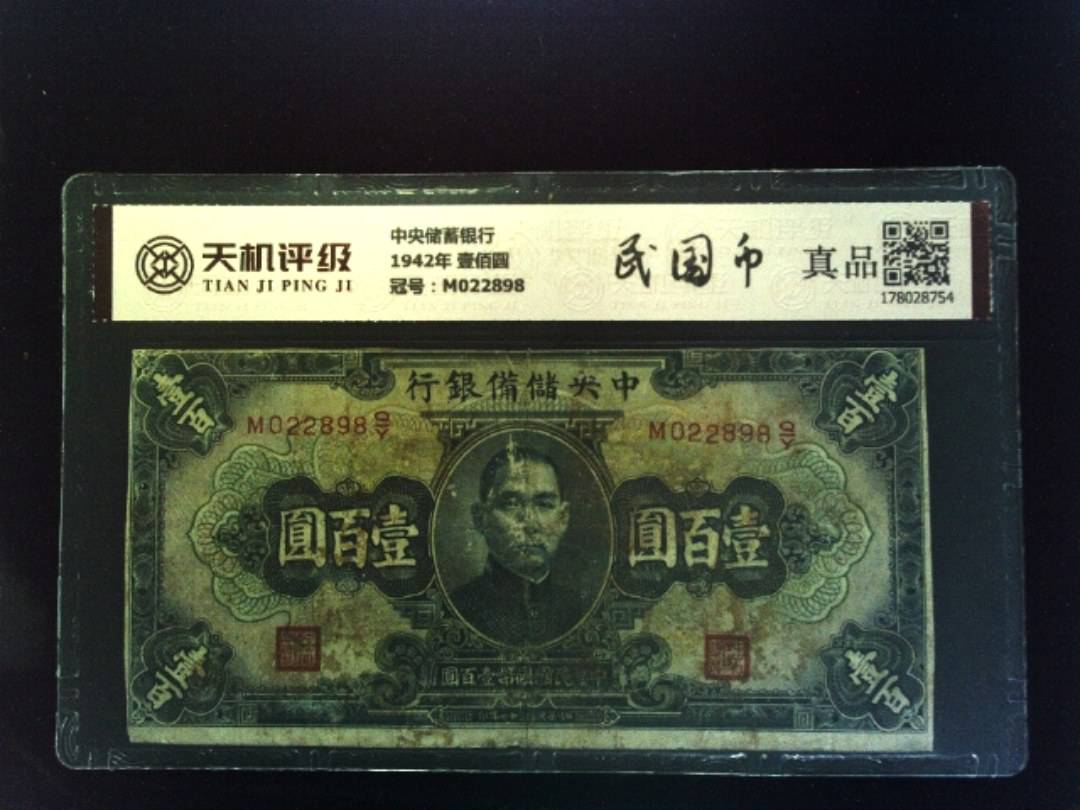 天机评级
TIAN JI PING JI
中央储蓄银行
1942年 壹佰圆
冠号：M022898
民国币
真品
178028754
行銀備儲央中
壹百
壹百
M022898
M022898
圓百壹
圓百壹
壹百
壹百